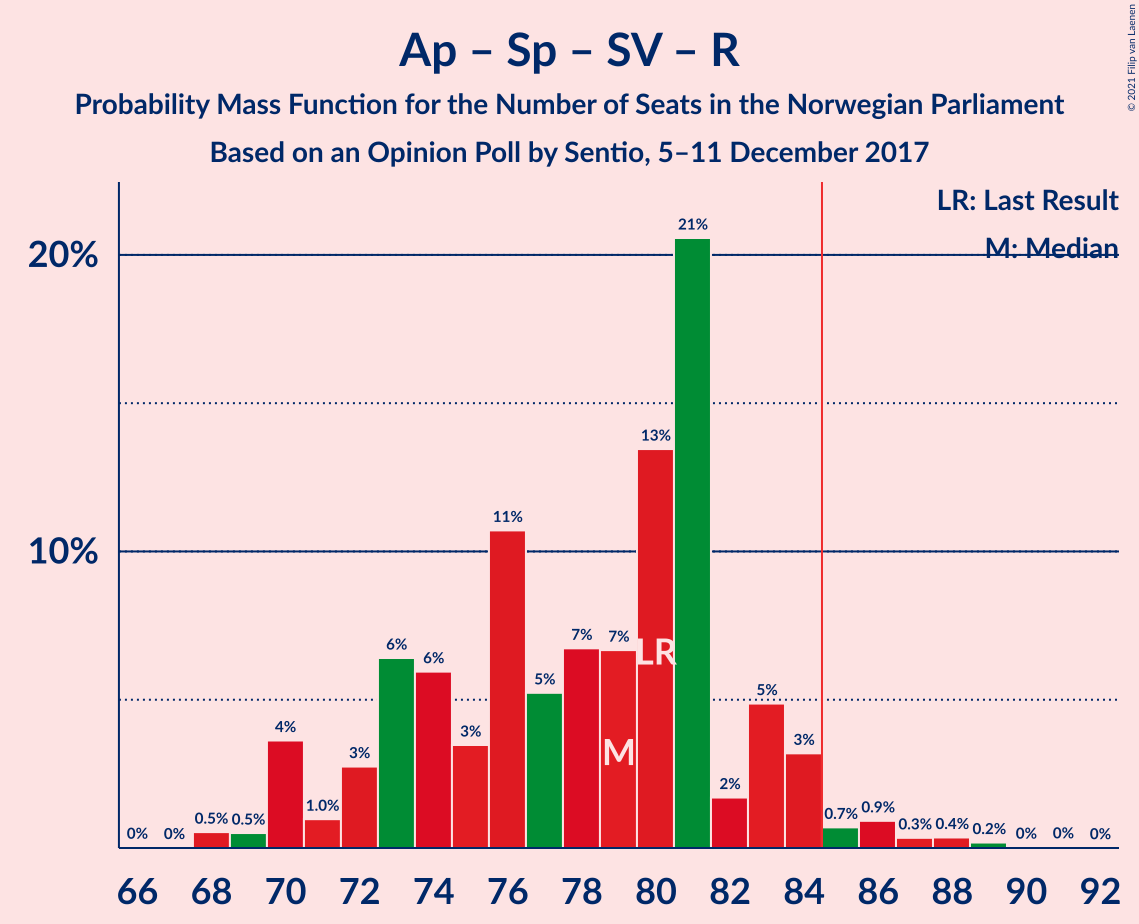 Ap – Sp – SV – R
Probability Mass Function for the Number of Seats in the Norwegian Parliament
Based on an Opinion Poll by Sentio, 5–11 December 2017
© 2021 Filip van Laenen
LR: Last Result
M: Median
20%
10%
0% 0% 0.5% 0.5% 4% 1.0% 3% 6% 6% 3% 11% 5% 7% 7% 13% 21% 2% 5% 3% 0.7% 0.9% 0.3% 0.4% 0.2% 0% 0% 0%
LR
M
66 68 70 72 74 76 78 80 82 84 86 88 90 92